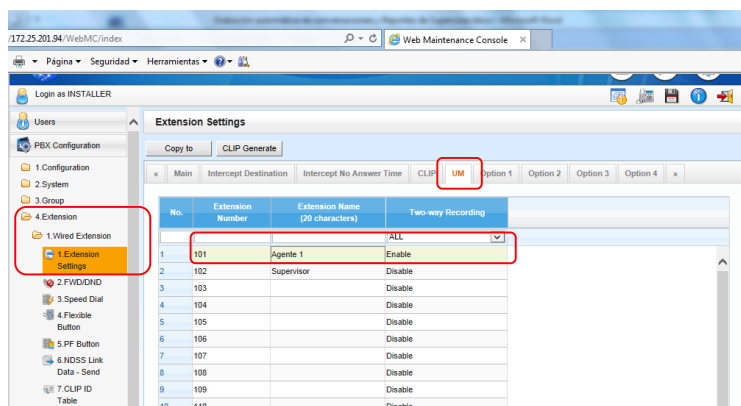 /172.25.201.94/WebMC/index
Web Maintenance Console
Página Seguridad Herramientas
Login as INSTALLER
Users
PBX Configuration
1.Configuration
2.System
3.Group
4.Extension
1.Wired Extension
1.Extension
Settings
2.FWD/DND
3.Speed Dial
4.Flexible
Button
5.PF Button
6.NDSS Link
Data - Send
7.CLIP ID
Table
Extension Settings
Copy to CLIP Generate
« Main Intercept Destination Intercept No Answer Time CLIP UM Option 1 Option 2 Option 3 Option 4 »
No. Extension Number Extension Name (20 characters) Two-way Recording
ALL
1 101 Agente 1 Enable
2 102 Supervisor Disable
3 103 Disable
4 104 Disable
5 105 Disable
6 106 Disable
7 107 Disable
8 108 Disable
9 109 Disable